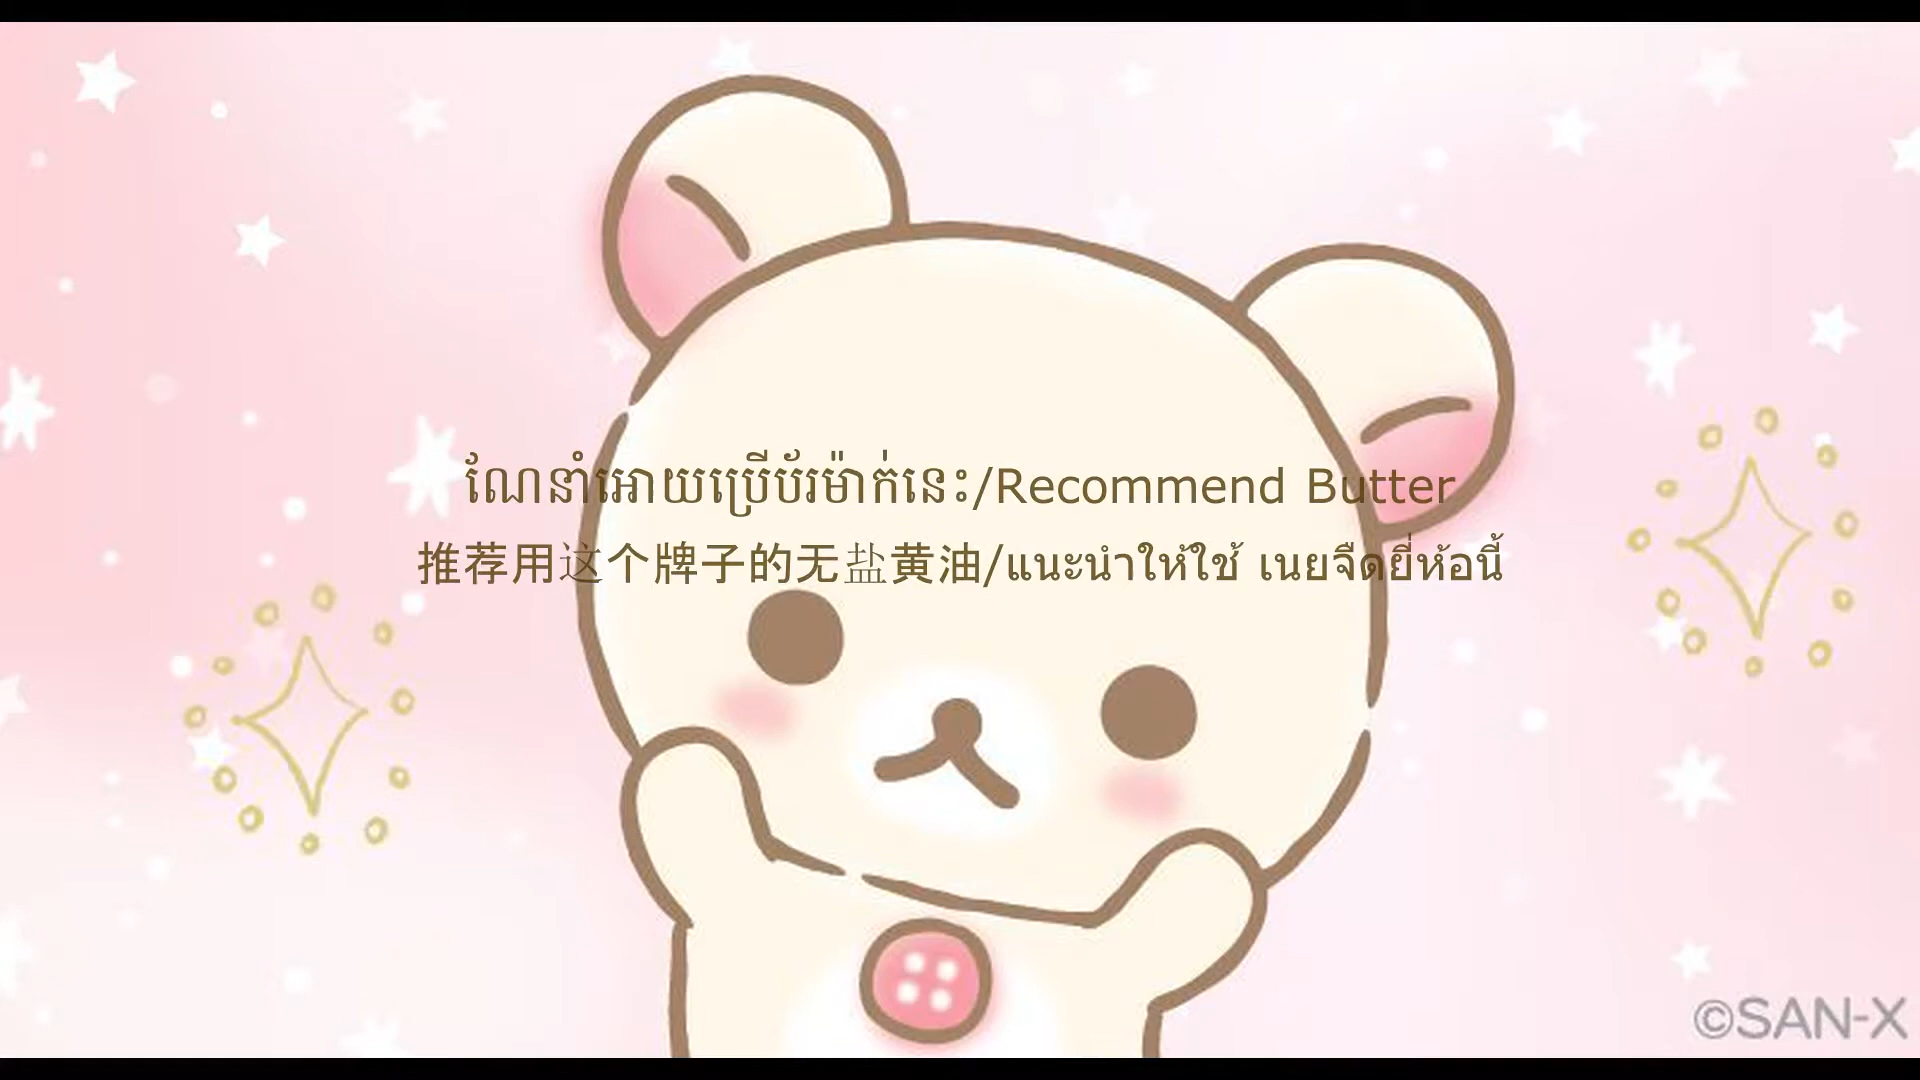 ណែនាំអោយប្រើប័រម៉ាក់នេះ/Recommend Butter
推荐用这个牌子的无盐黄油/แนะนำให้ใช้ เนยจืดยี่ห้อนี้
©SAN-X